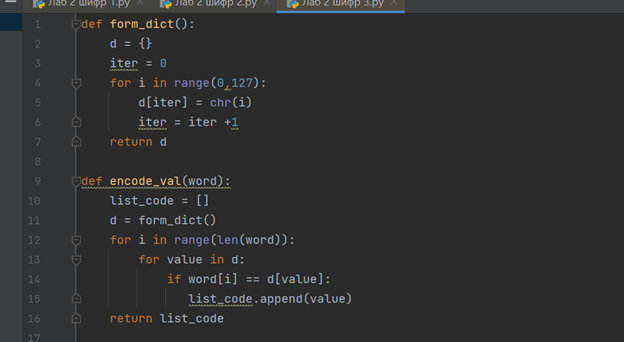 Лаб 2 шифр 1.py Лаб 2 шифр 2.py Лаб 2 шифр 3.py
1 def form_dict():
2     d = {}
3     iter = 0
4     for i in range(0,127):
5         d[iter] = chr(i)
6         iter = iter +1
7     return d
8
9 def encode_val(word):
10     list_code = []
11     d = form_dict()
12     for i in range(len(word)):
13         for value in d:
14             if word[i] == d[value]:
15                list_code.append(value)
16     return list_code
17